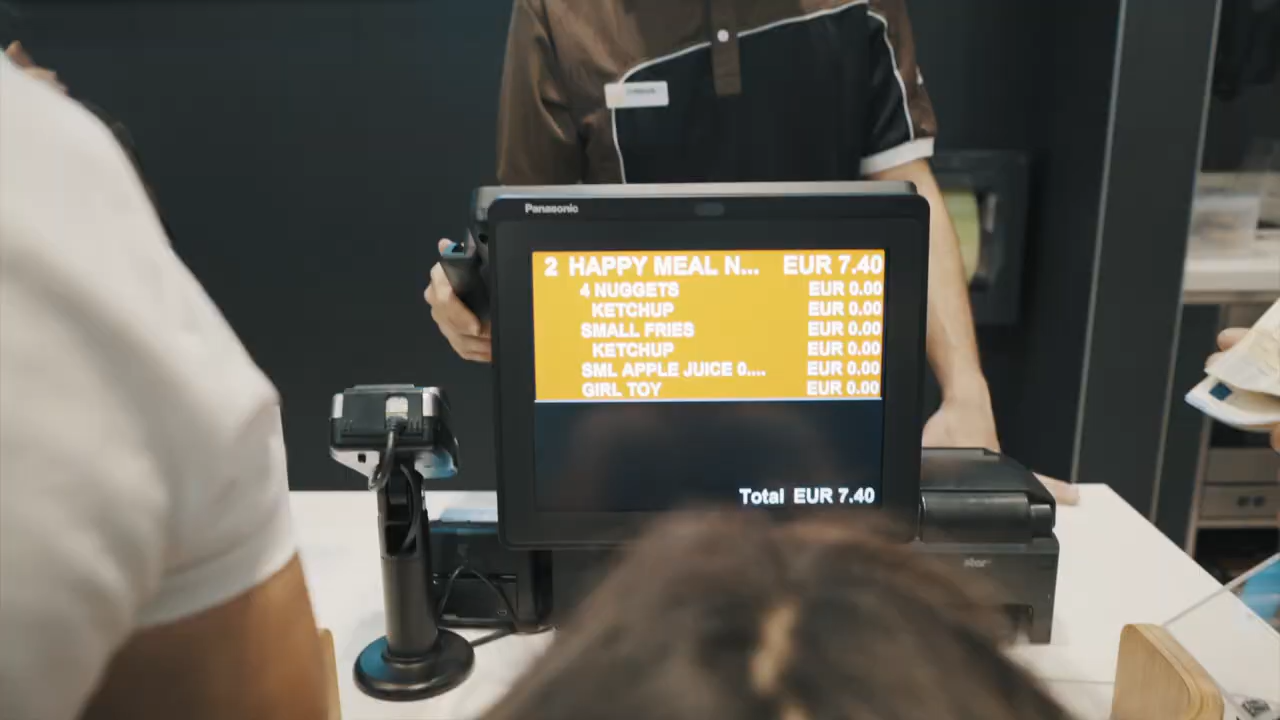 Panasonic
2 HAPPY MEAL N... EUR 7.40
4 NUGGETS EUR 0.00
KETCHUP EUR 0.00
SMALL FRIES EUR 0.00
KETCHUP EUR 0.00
SML APPLE JUICE 0.... EUR 0.00
GIRL TOY EUR 0.00
Total EUR 7.40
star